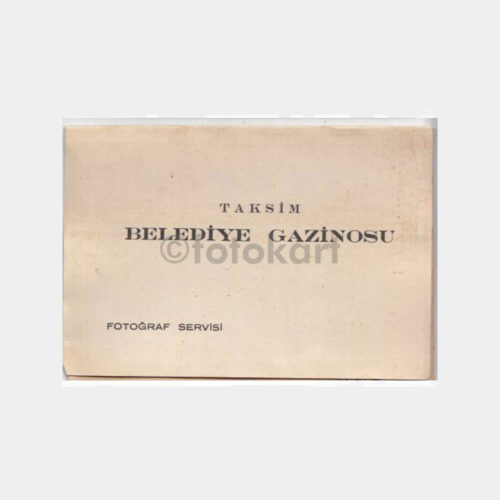 TAKSİM
BELEDİYE GAZİNOSU
©fotokart
FOTOĞRAF SERVİSİ